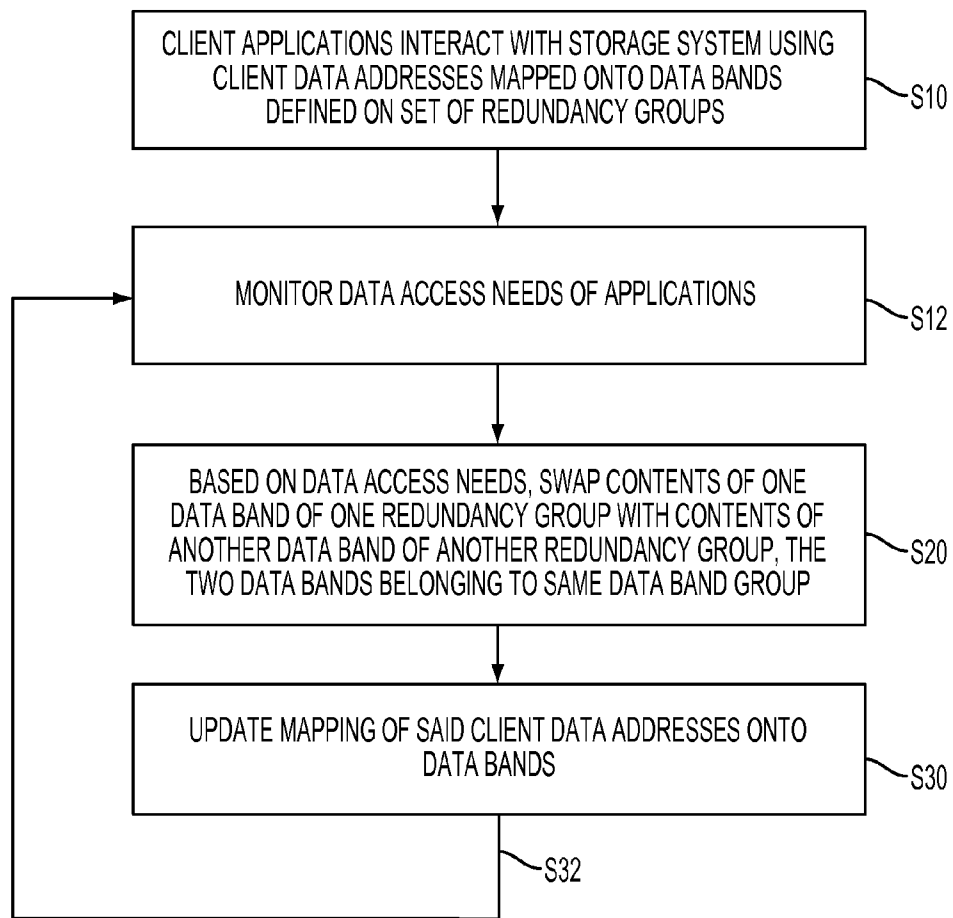 CLIENT APPLICATIONS INTERACT WITH STORAGE SYSTEM USING
CLIENT DATA ADDRESSES MAPPED ONTO DATA BANDS
DEFINED ON SET OF REDUNDANCY GROUPS
S10
MONITOR DATA ACCESS NEEDS OF APPLICATIONS
S12
BASED ON DATA ACCESS NEEDS, SWAP CONTENTS OF ONE
DATA BAND OF ONE REDUNDANCY GROUP WITH CONTENTS OF
ANOTHER DATA BAND OF ANOTHER REDUNDANCY GROUP, THE
TWO DATA BANDS BELONGING TO SAME DATA BAND GROUP
S20
UPDATE MAPPING OF SAID CLIENT DATA ADDRESSES ONTO
DATA BANDS
S30
S32